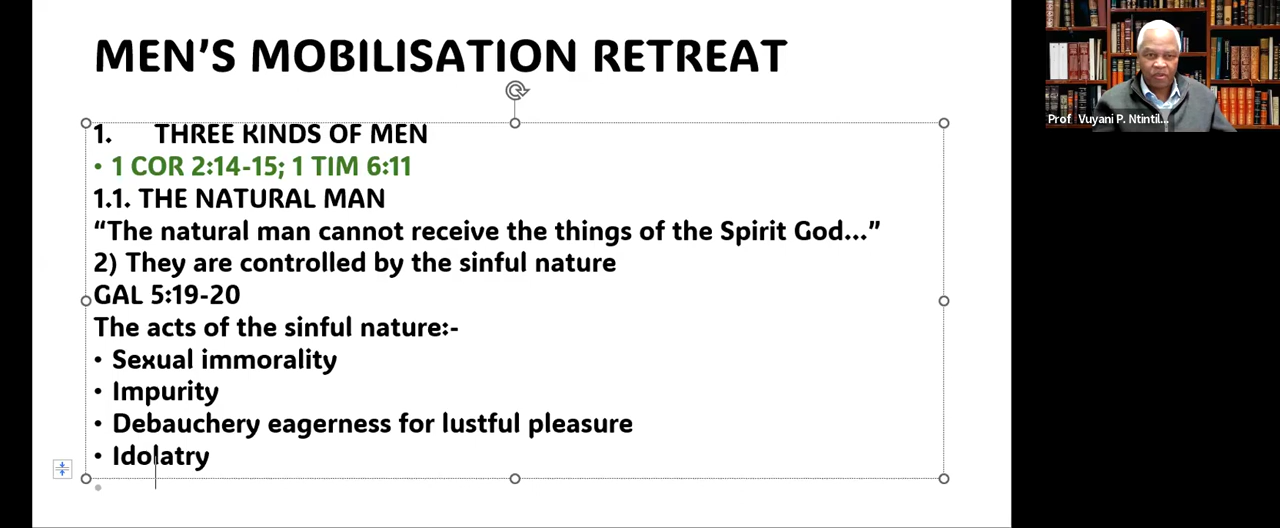 MEN'S MOBILISATION RETREAT
1. THREE KINDS OF MEN
• 1 COR 2:14-15; 1 TIM 6:11
1.1. THE NATURAL MAN
“The natural man cannot receive the things of the Spirit God...”
2) They are controlled by the sinful nature
GAL 5:19-20
The acts of the sinful nature:-
• Sexual immorality
• Impurity
• Debauchery eagerness for lustful pleasure
• Idolatry
Prof Vuyani P. Ntintil...